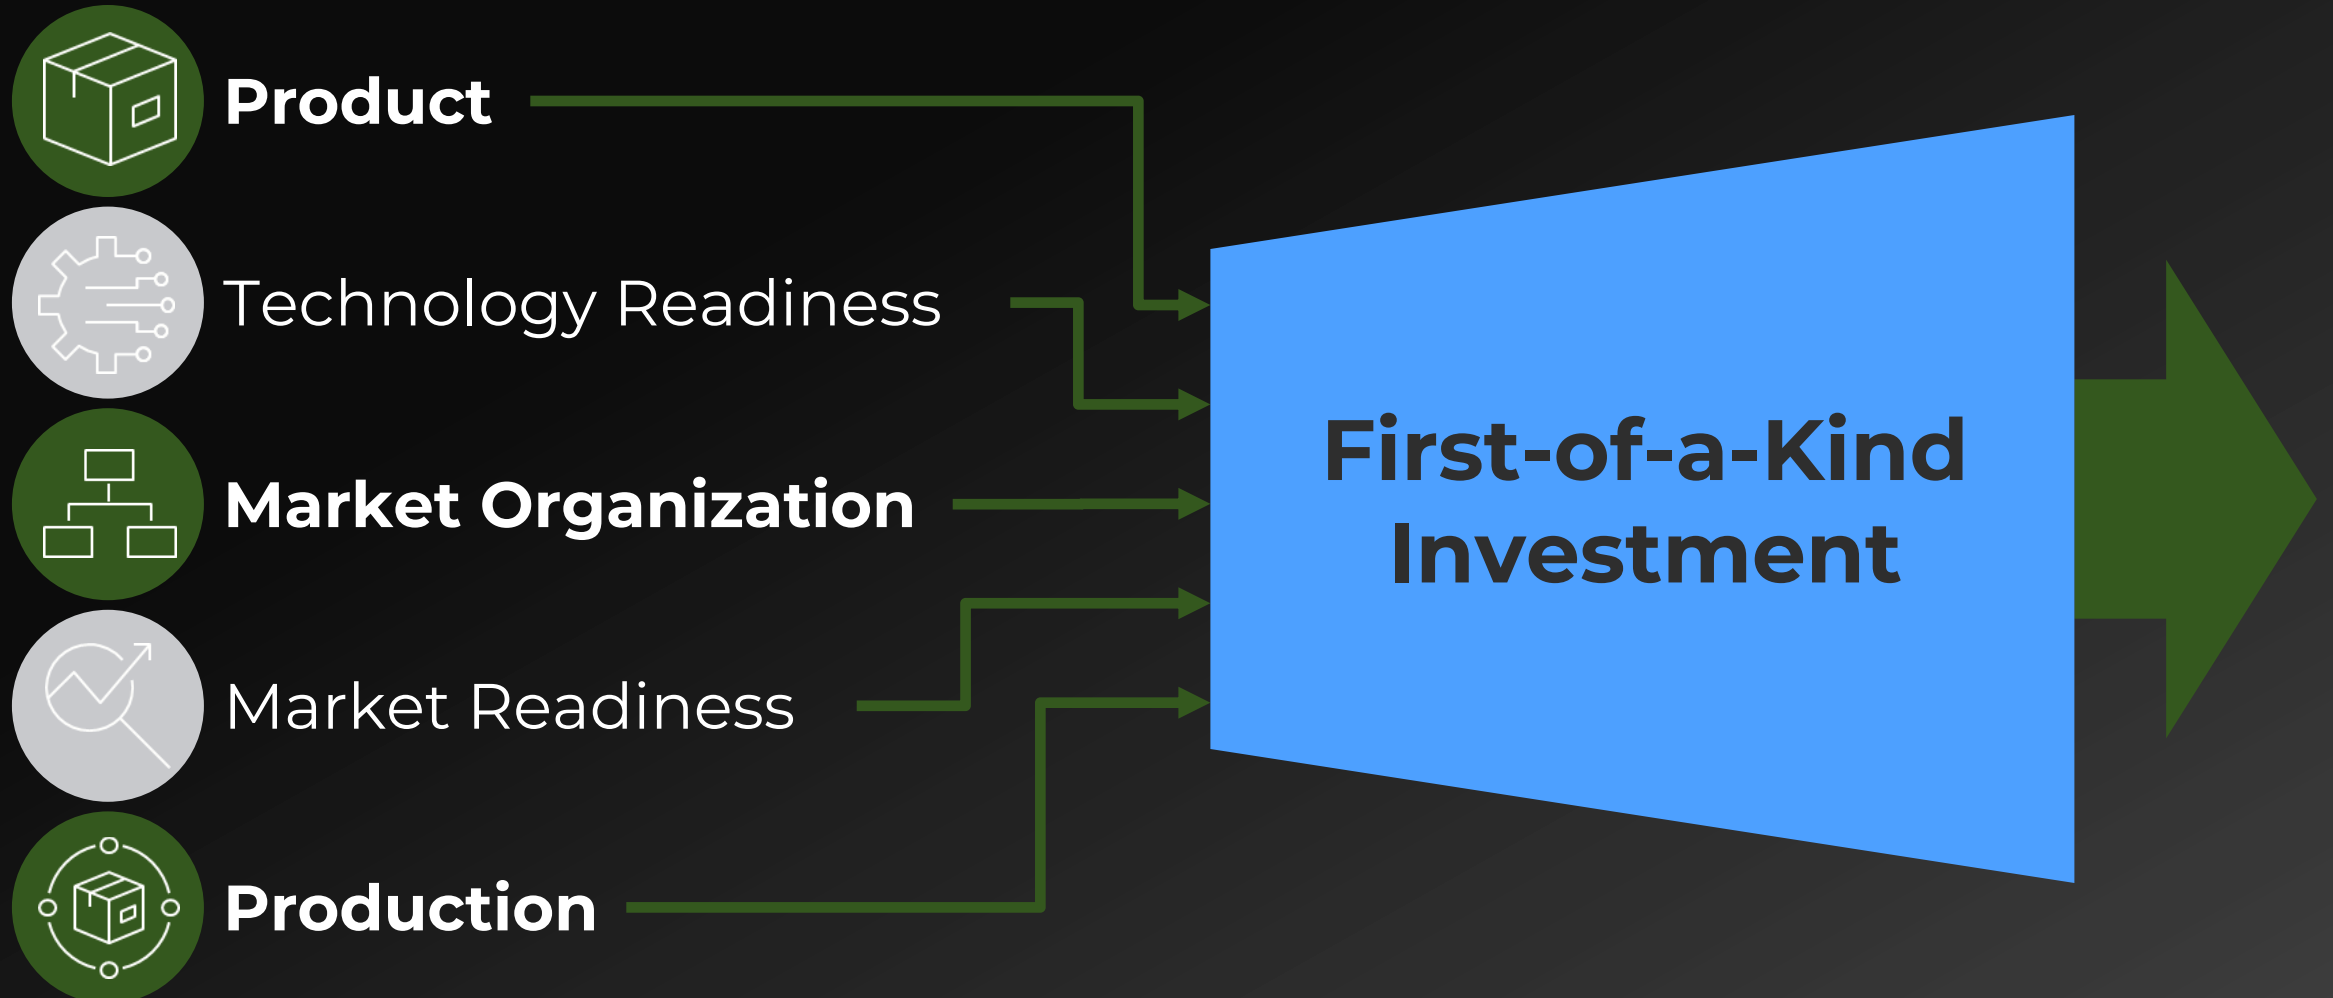 Product
Technology Readiness
Market Organization
Market Readiness
Production
First-of-a-Kind
Investment